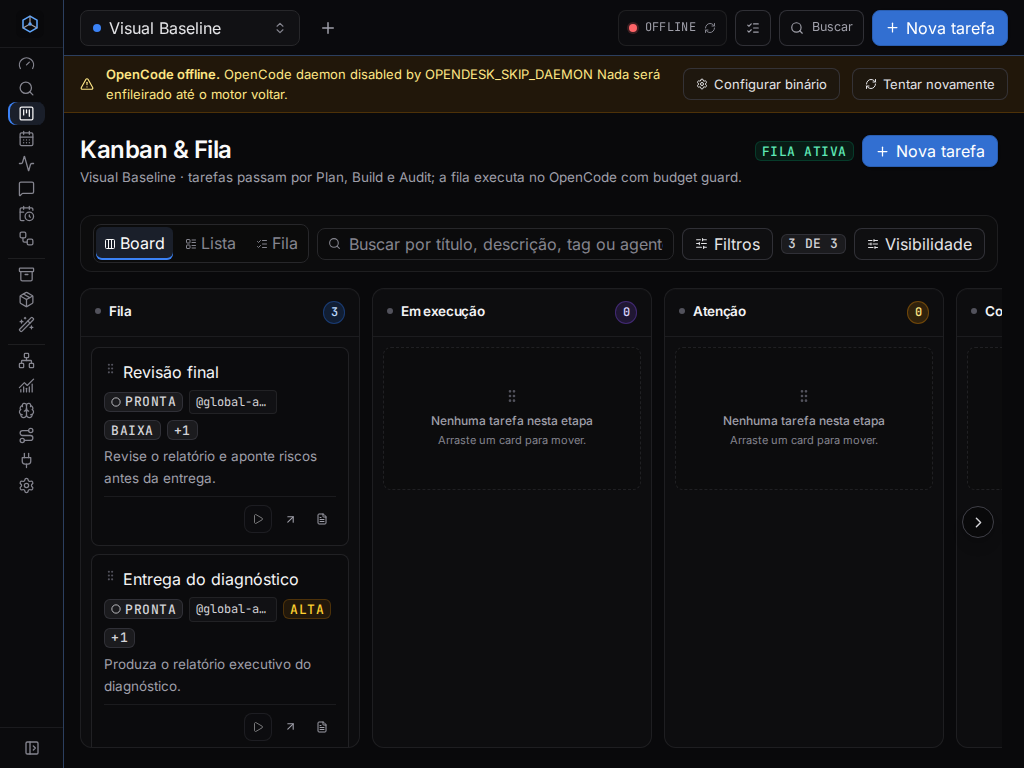 Visual Baseline
OFFLINE
Buscar
Nova tarefa
OpenCode offline. OpenCode daemon disabled by OPENDESK_SKIP_DAEMON Nada será
enfileirado até o motor voltar.
Configurar binário
Tentar novamente
Kanban & Fila
FILA ATIVA
Nova tarefa
Visual Baseline · tarefas passam por Plan, Build e Audit; a fila executa no OpenCode com budget guard.
Board
Lista
Fila
Buscar por título, descrição, tag ou agent
Filtros
3 DE 3
Visibilidade
Fila
3
Em execução
0
Atenção
0
Co
Revisão final
PRONTA
@global-a…
BAIXA
+1
Revise o relatório e aponte riscos
antes da entrega.
Nenhuma tarefa nesta etapa
Arraste um card para mover.
Nenhuma tarefa nesta etapa
Arraste um card para mover.
Entrega do diagnóstico
PRONTA
@global-a…
ALTA
+1
Produza o relatório executivo do
diagnóstico.